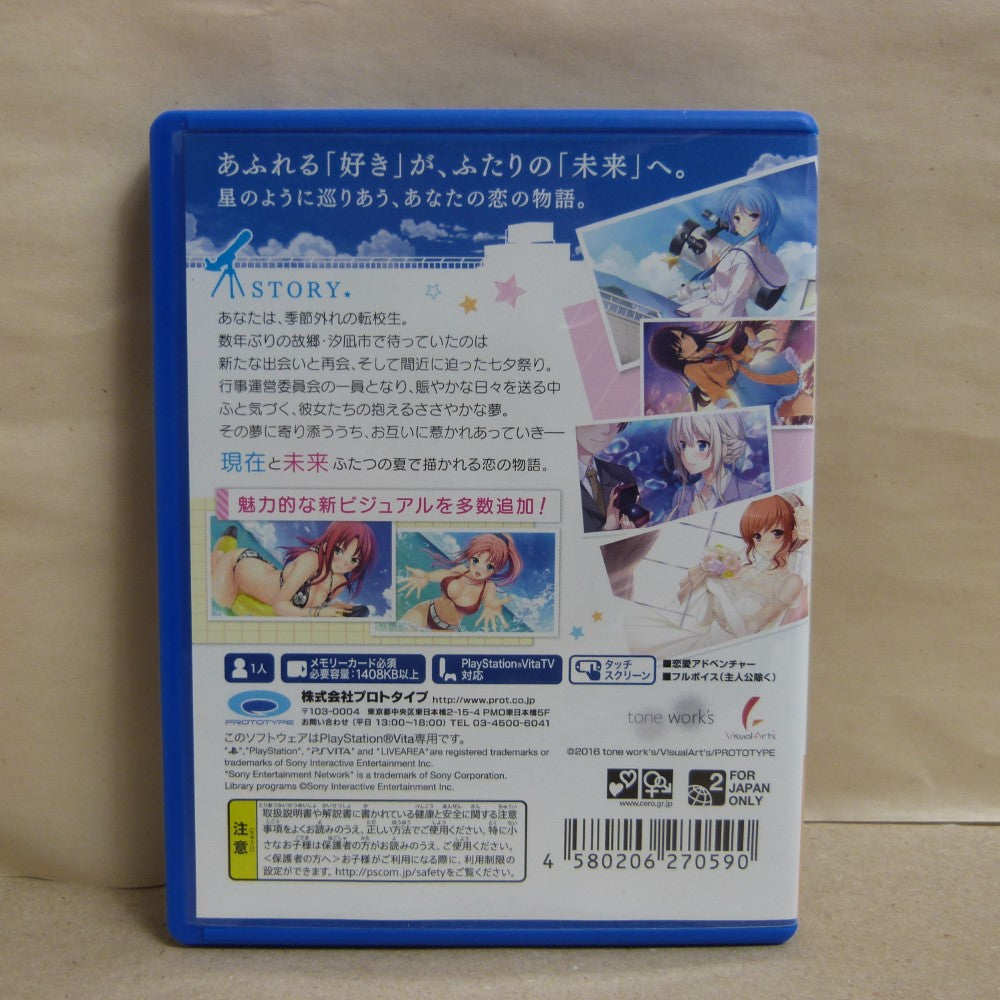 あふれる「好き」が、ふたりの「未来」へ。
星のように巡りあう、あなたの恋の物語。
STORY
あなたは、季節外れの転校生。
数年ぶりの故郷・汐凪市で待っていたのは
新たな出会いと再会、そして間近に迫った七夕祭り。
行事運営委員会の一員となり、賑やかな日々を送る中
ふと気づく、彼女たちの抱えるささやかな夢。
その夢に寄り添ううち、お互いに惹かれあっていき―
現在と未来 ふたつの夏で描かれる恋の物語。
魅力的な新ビジュアルを多数追加！
1人
メモリーカード必須
必要容量：1408KB以上
PlayStation®VitaTV
対応
タッチ
スクリーン
■恋愛アドベンチャー
■フルボイス(主人公除く)
PROTOTYPE
株式会社プロトタイプ http://www.prot.co.jp
〒103-0004 東京都中央区東日本橋2-15-4 PMO東日本橋5F
お問い合わせ (平日 13:00～18:00) TEL 03-4500-6041
tone work's
VisualArt's
このソフトウェアはPlayStation®Vita専用です。
"PlayStation", "PSVITA" and "LIVEAREA" are registered trademarks or
trademarks of Sony Interactive Entertainment Inc.
"Sony Entertainment Network" is a trademark of Sony Corporation.
Library programs ©Sony Interactive Entertainment Inc.
©2016 tone work's/VisualArt's/PROTOTYPE
www.cero.gr.jp
2
FOR
JAPAN
ONLY
注意
取扱説明書や解説書に書かれている健康と安全に関する注意
事項をよくお読みのうえ、正しい方法でご使用ください。特に小
さなお子様は保護者の方がお読みのうえ、ご使用ください。
<保護者の方へ>お子様がご利用になる際に、利用制限の
設定ができます。http://pscom.jp/safetyをご覧ください。
4 580206 270590